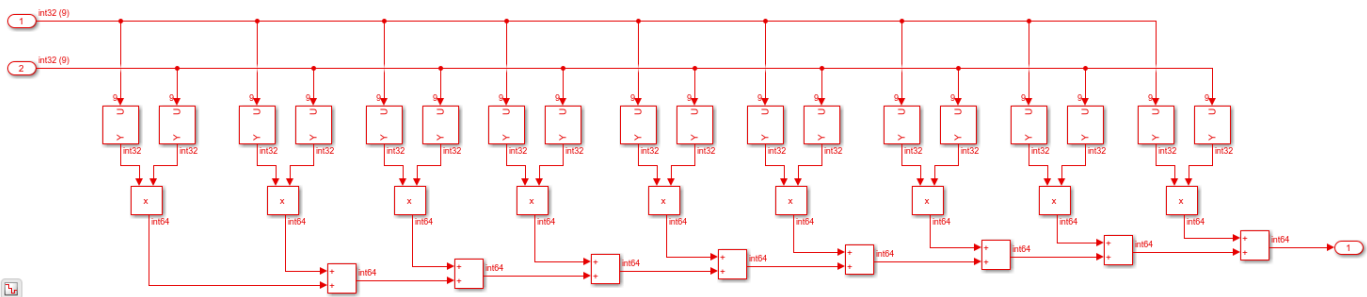 int32 (9)
1
int32 (9)
2
9 9 9 9 9 9 9 9 9 9 9 9 9 9 9 9 9 9
U U U U U U U U U U U U U U U U U U
Y Y Y Y Y Y Y Y Y Y Y Y Y Y Y Y Y Y
int32 int32 int32 int32 int32 int32 int32 int32 int32 int32 int32 int32 int32 int32 int32 int32 int32 int32
x x x x x x x x x
int64 int64 int64 int64 int64 int64 int64 int64 int64
+ + + + + + + +
int64 int64 int64 int64 int64 int64 int64 int64
+ + + + + + + +
1